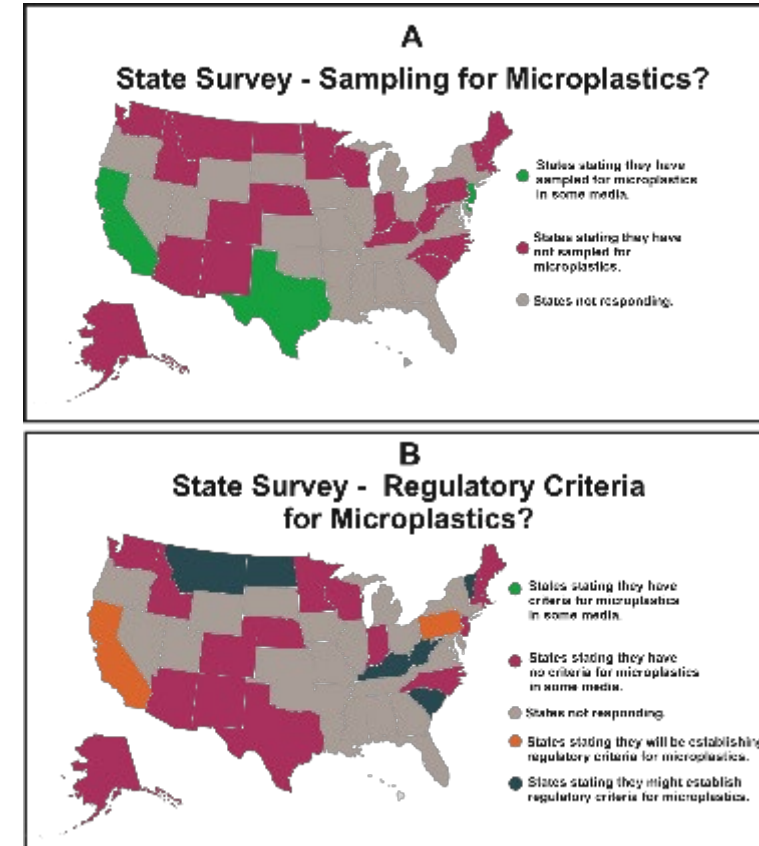 A
State Survey - Sampling for Microplastics?
States stating they have
sampled for microplastics
in some media.
States stating they have
not sampled for
microplastics.
States not responding.
B
State Survey - Regulatory Criteria
for Microplastics?
States stating they have
criteria for microplastics
in some media.
States stating they have
no criteria for microplastics
in some media.
States not responding.
States stating they will be establishing
regulatory criteria for microplastics.
States stating they might establish
regulatory criteria for microplastics.